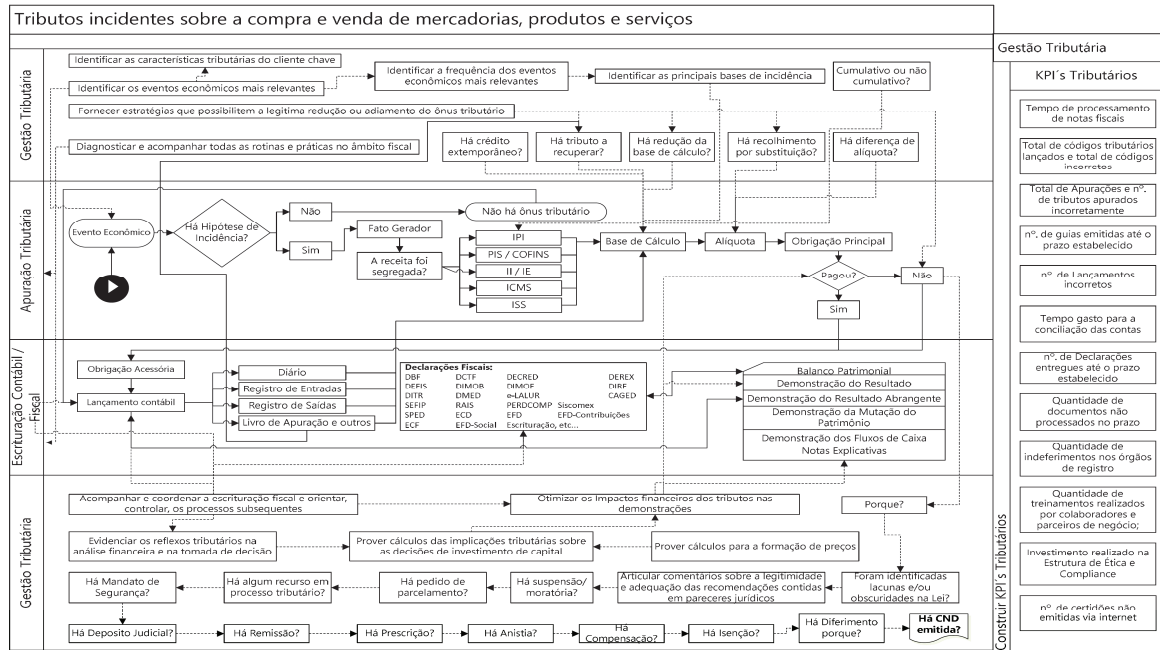 Tributos incidentes sobre a compra e venda de mercadorias, produtos e serviços
Gestão Tributária
Identificar as características tributárias do cliente chave
Identificar os eventos econômicos mais relevantes
Identificar a frequência dos eventos
econômicos mais relevantes
Identificar as principais bases de incidência
Cumulativo ou não
cumulativo?
Fornecer estratégias que possibilitem a legitima redução ou adiamento do ônus tributário
Diagnosticar e acompanhar todas as rotinas e práticas no âmbito fiscal
Há crédito
extemporâneo?
Há tributo a
recuperar?
Há redução da
base de cálculo?
Há recolhimento
por substituição?
Há diferença de
alíquota?
Apuração Tributária
Evento Econômico
Há Hipótese de
Incidência?
Não
Sim
Não há ônus tributário
Fato Gerador
A receita foi
segregada?
IPI
PIS / COFINS
II / IE
ICMS
ISS
Base de Cálculo
Alíquota
Obrigação Principal
Pagou?
Não
Sim
Escrituração Contábil /
Fiscal
Obrigação Acessória
Lançamento contábil
Diário
Registro de Entradas
Registro de Saídas
Livro de Apuração e outros
Declarações Fiscais:
DBF DCTF DECRED DEREX
DEFIS DIMOB DIMOF DIRF
DITR DMED e-LALUR CAGED
SEFIP RAIS PERDCOMP Siscomex
SPED ECD EFD EFD-Contribuições
ECF EFD-Social Escrituração, etc...
Balanço Patrimonial
Demonstração do Resultado
Demonstração do Resultado Abrangente
Demonstração da Mutação do
Patrimônio
Demonstração dos Fluxos de Caixa
Notas Explicativas
Gestão Tributária
Acompanhar e coordenar a escrituração fiscal e orientar,
controlar, os processos subsequentes
Otimizar os Impactos financeiros dos tributos nas
demonstrações
Porque?
Evidenciar os reflexos tributários na
análise financeira e na tomada de decisão
Prover cálculos das implicações tributárias sobre
as decisões de investimento de capital
Prover cálculos para a formação de preços
Há Mandato de
Segurança?
Há algum recurso em
processo tributário?
Há pedido de
parcelamento?
Há suspensão/
moratória?
Articular comentários sobre a legitimidade
e adequação das recomendações contidas
em pareceres jurídicos
Foram identificadas
lacunas e/ou
obscuridades na Lei?
Há Deposito Judicial?
Há Remissão?
Há Prescrição?
Há Anistia?
Há
Compensação?
Há Isenção?
Há Diferimento
porque?
Há CND
emitida?
Gestão Tributária
Construir KPI´s Tributários
KPI´s Tributários
Tempo de processamento
de notas fiscais
Total de códigos tributários
lançados e total de códigos
incorretos
Total de Apurações e nº.
de tributos apurados
incorretamente
nº. de guias emitidas até o
prazo estabelecido
nº. de Lançamentos
incorretos
Tempo gasto para a
conciliação das contas
nº. de Declarações
entregues até o prazo
estabelecido
Quantidade de
documentos não
processados no prazo
Quantidade de
indeferimentos nos órgãos
de registro
Quantidade de
treinamentos realizados
por colaboradores e
parceiros de negócio;
Investimento realizado na
Estrutura de Ética e
Compliance
nº. de certidões não
emitidas via internet